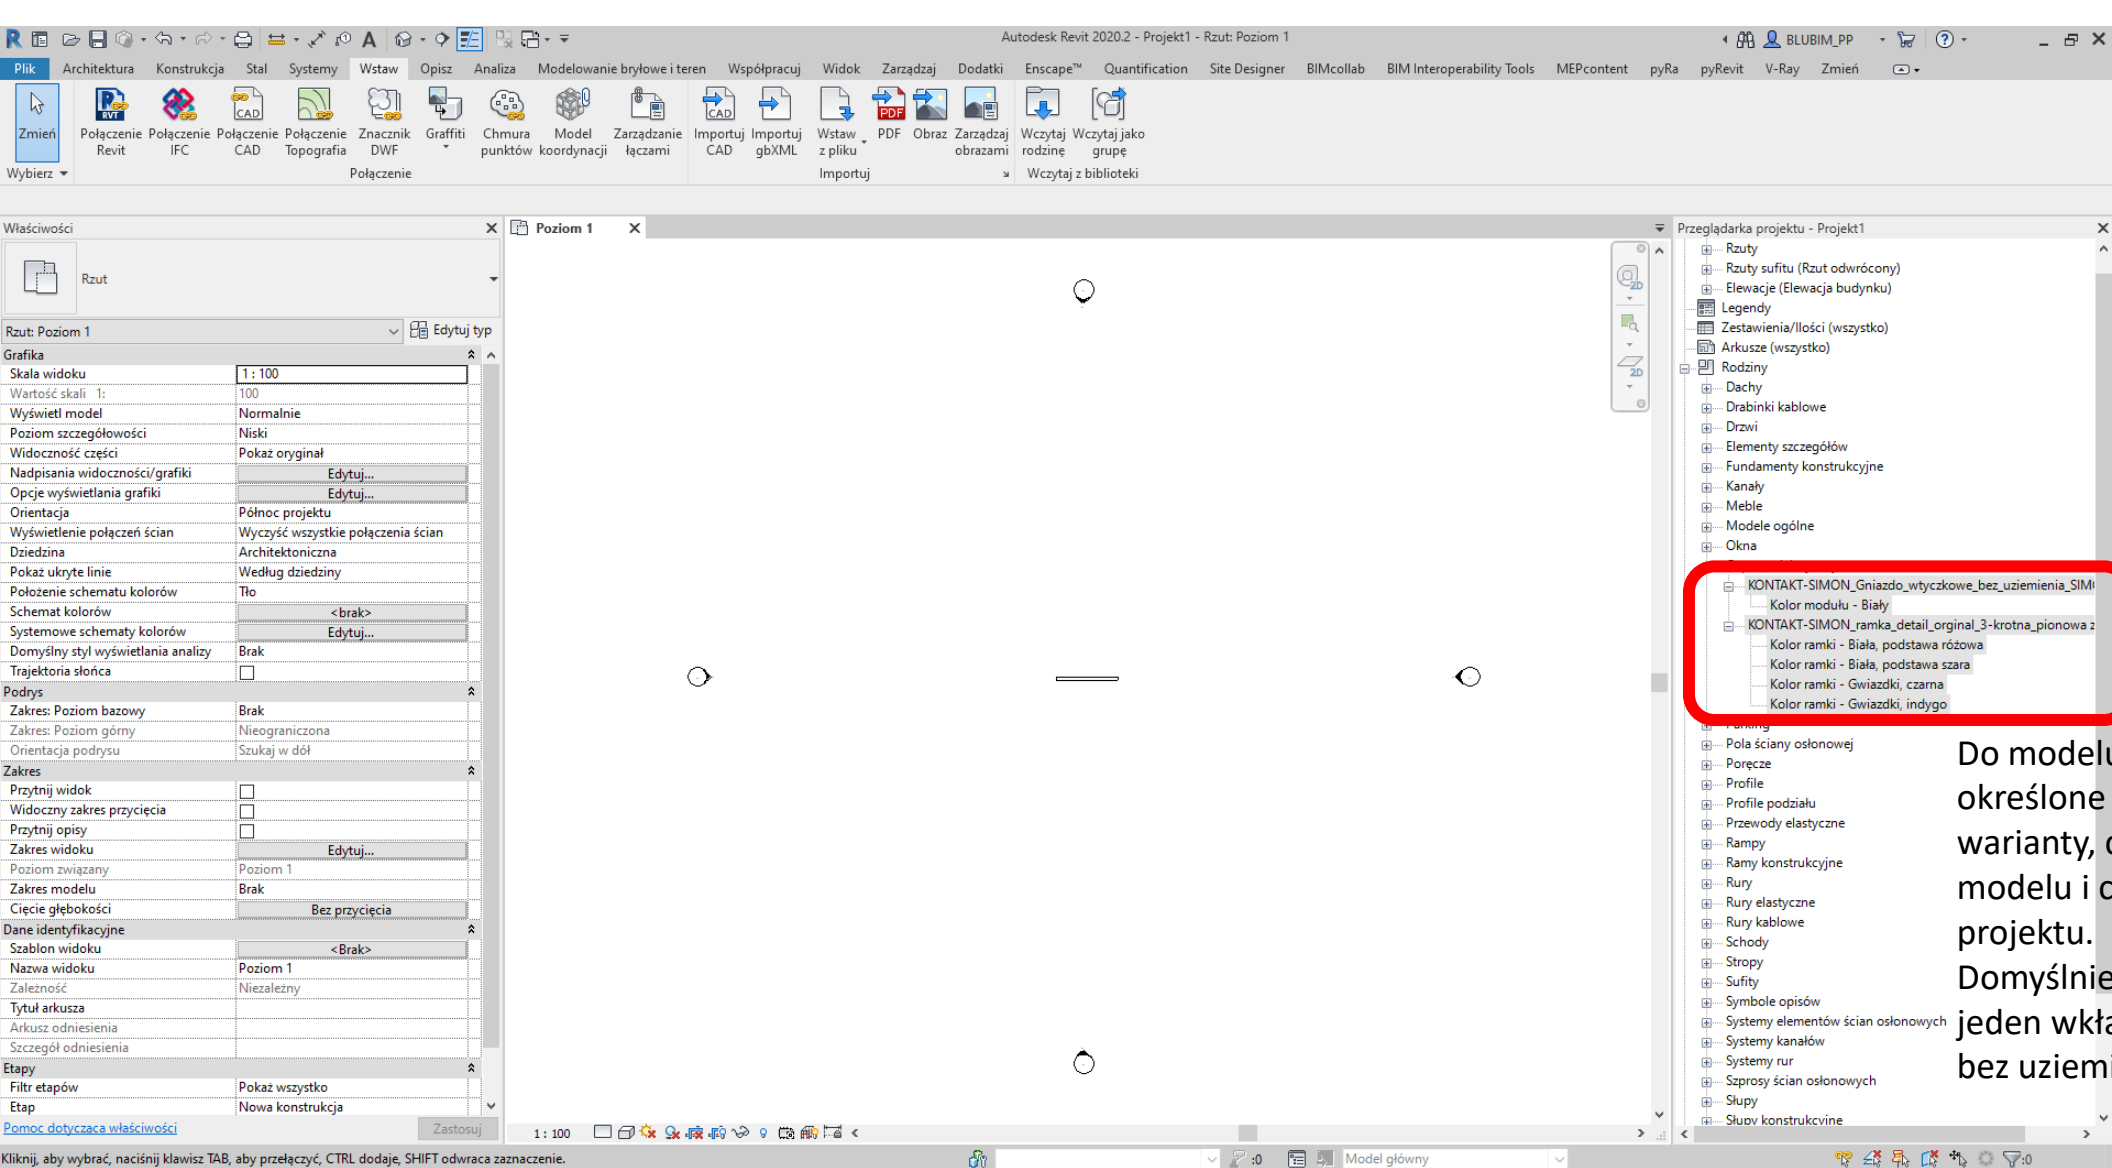 Autodesk Revit 2020.2 - Projekt1 - Rzut: Poziom 1
BLUBIM_PP
Plik Architektura Konstrukcja Stal Systemy Wstaw Opisz Analiza Modelowanie bryłowe i teren Współpracuj Widok Zarządzaj Dodatki Enscape™ Quantification Site Designer BIMcollab BIM Interoperability Tools MEPcontent pyRa pyRevit V-Ray Zmień
Zmień
Połączenie Revit
Połączenie IFC
Połączenie CAD
Połączenie Topografia
Znacznik DWF
Graffiti
Chmura punktów
Model koordynacji
Zarządzanie łączami
Importuj CAD
Importuj gbXML
Wstaw z pliku
PDF
Obraz
Zarządzaj obrazami
Wczytaj rodzinę
Wczytaj jako grupę
Wybierz
Połączenie
Importuj
Wczytaj z biblioteki
Właściwości
Rzut
Rzut: Poziom 1
Edytuj typ
Grafika
Skala widoku 1 : 100
Wartość skali 1: 100
Wyświetl model Normalnie
Poziom szczegółowości Niski
Widoczność części Pokaż oryginał
Nadpisania widoczności/grafiki Edytuj...
Opcje wyświetlania grafiki Edytuj...
Orientacja Północ projektu
Wyświetlenie połączeń ścian Wyczyść wszystkie połączenia ścian
Dziedzina Architektoniczna
Pokaż ukryte linie Według dziedziny
Położenie schematu kolorów Tło
Schemat kolorów <brak>
Systemowe schematy kolorów Edytuj...
Domyślny styl wyświetlania analizy Brak
Trajektoria słońca
Podrys
Zakres: Poziom bazowy Brak
Zakres: Poziom górny Nieograniczona
Orientacja podrysu Szukaj w dół
Zakres
Przytnij widok
Widoczny zakres przycięcia
Przytnij opisy
Zakres widoku Edytuj...
Poziom związany Poziom 1
Zakres modelu Brak
Cięcie głębokości Bez przycięcia
Dane identyfikacyjne
Szablon widoku <Brak>
Nazwa widoku Poziom 1
Zależność Niezależny
Tytuł arkusza
Arkusz odniesienia
Szczegół odniesienia
Etapy
Filtr etapów Pokaż wszystko
Etap Nowa konstrukcja
Pomoc dotycząca właściwości
Zastosuj
Poziom 1
2D
2D
1 : 100
Przeglądarka projektu - Projekt1
Rzuty
Rzuty sufitu (Rzut odwrócony)
Elewacje (Elewacja budynku)
Legendy
Zestawienia/Ilości (wszystko)
Arkusze (wszystko)
Rodziny
Dachy
Drabinki kablowe
Drzwi
Elementy szczegółów
Fundamenty konstrukcyjne
Kanały
Meble
Modele ogólne
Okna
KONTAKT-SIMON_Gniazdo_wtyczkowe_bez_uziemienia_SIM
Kolor modułu - Biały
KONTAKT-SIMON_ramka_detail_orginal_3-krotna_pionowa z
Kolor ramki - Biała, podstawa różowa
Kolor ramki - Biała, podstawa szara
Kolor ramki - Gwiazdki, czarna
Kolor ramki - Gwiazdki, indygo
Parking
Pola ściany osłonowej
Poręcze
Profile
Profile podziału
Przewody elastyczne
Rampy
Ramy konstrukcyjne
Rury
Rury elastyczne
Rury kablowe
Schody
Stropy
Sufity
Symbole opisów
Systemy elementów ścian osłonowych
Systemy kanałów
Systemy rur
Szprosy ścian osłonowych
Słupy
Słupy konstrukcyjne
Do modelu
określone
warianty,
modelu i
projektu.
Domyślnie
jeden
bez
Kliknij, aby wybrać, naciśnij klawisz TAB, aby przełączyć, CTRL dodaje, SHIFT odwraca zaznaczenie.
:0
Model główny
:0